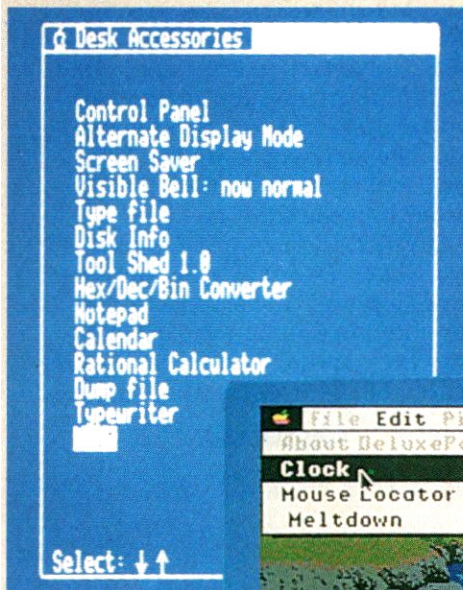 Desk Accessories
Control Panel
Alternate Display Mode
Screen Saver
Visible Bell: now normal
Type file
Disk Info
Tool Shed 1.0
Hex/Dec/Bin Converter
Notepad
Calendar
Rational Calculator
Dump file
Typewriter
Select: ↓ ↑
File Edit
About
Clock
Mouse Locator
Meltdown